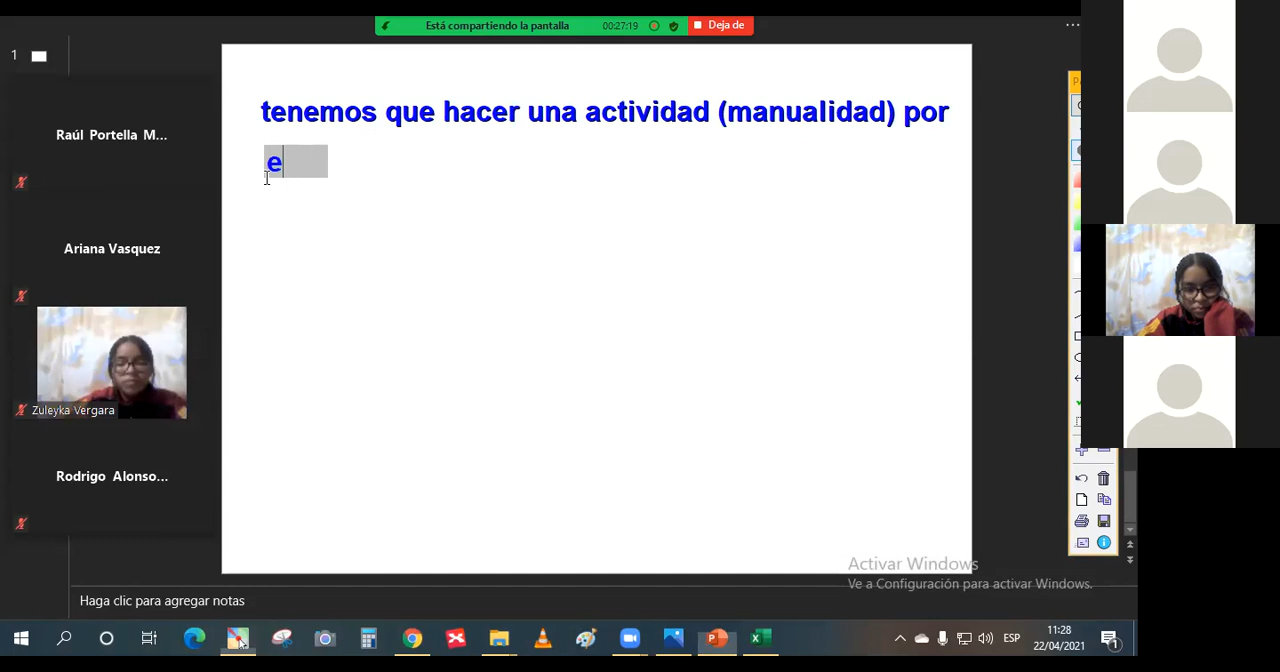 Está compartiendo la pantalla
00:27:19
Deja de
1
tenemos que hacer una actividad (manualidad) por
e
Raúl Portella M...
Ariana Vasquez
Zuleyka Vergara
Rodrigo Alonso...
Activar Windows
Ve a Configuración para activar Windows.
Haga clic para agregar notas
ESP
11:28
22/04/2021
1